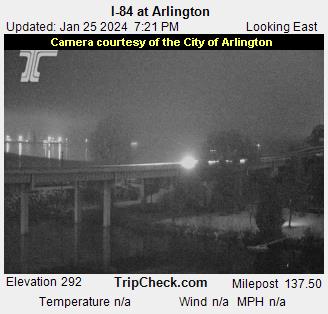 I-84 at Arlington
Updated: Jan 25 2024 7:21 PM Looking East
Camera courtesy of the City of Arlington
Elevation 292 TripCheck.com Milepost 137.50
Temperature n/a Wind n/a MPH n/a